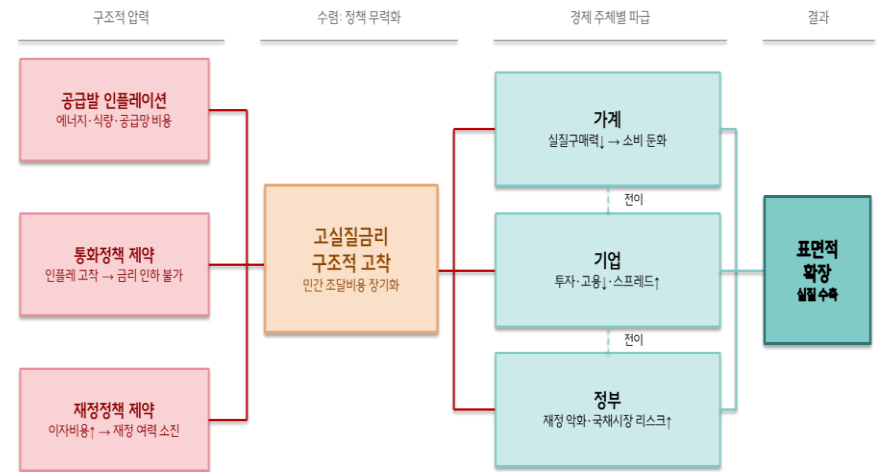 구조적 압력
수렴: 정책 무력화
경제 주체별 파급
결과
공급발 인플레이션
에너지·식량·공급망 비용
통화정책 제약
인플레 고착 → 금리 인하 불가
재정정책 제약
이자비용↑ → 재정 여력 소진
고실질금리
구조적 고착
민간 조달비용 장기화
가계
실질구매력↓ → 소비 둔화
전이
기업
투자·고용↓·스프레드↑
전이
정부
재정 악화·국채시장 리스크↑
표면적
확장
실질 수축